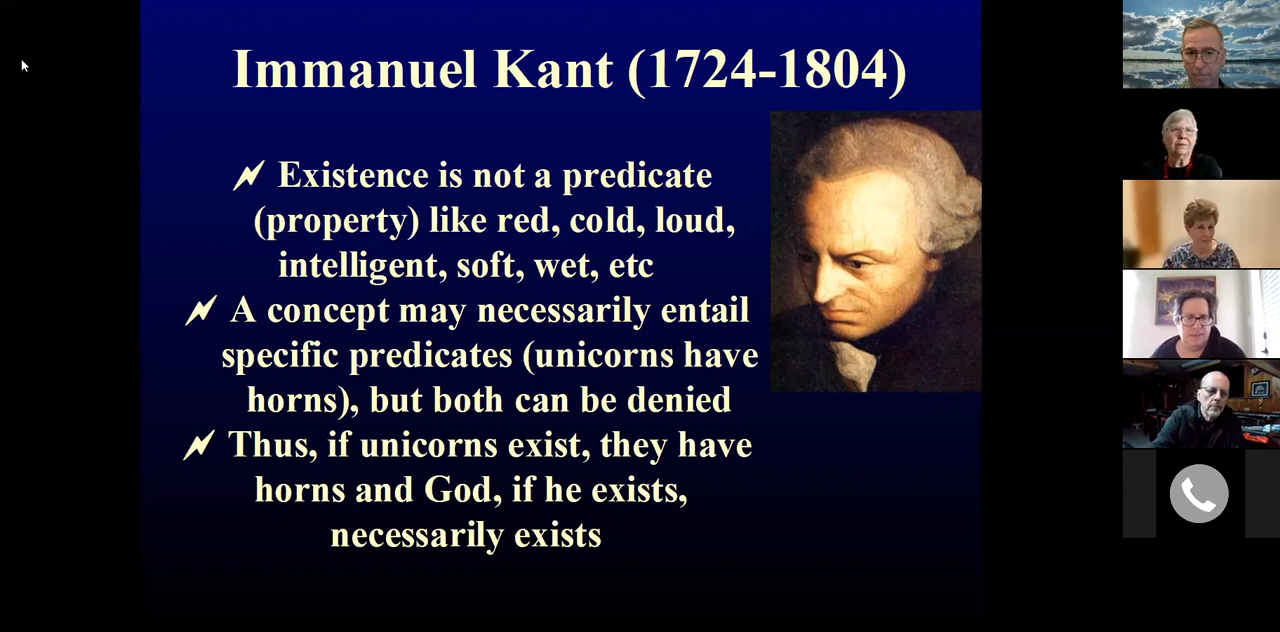 Immanuel Kant (1724-1804)
Existence is not a predicate
(property) like red, cold, loud,
intelligent, soft, wet, etc
A concept may necessarily entail
specific predicates (unicorns have
horns), but both can be denied
Thus, if unicorns exist, they have
horns and God, if he exists,
necessarily exists